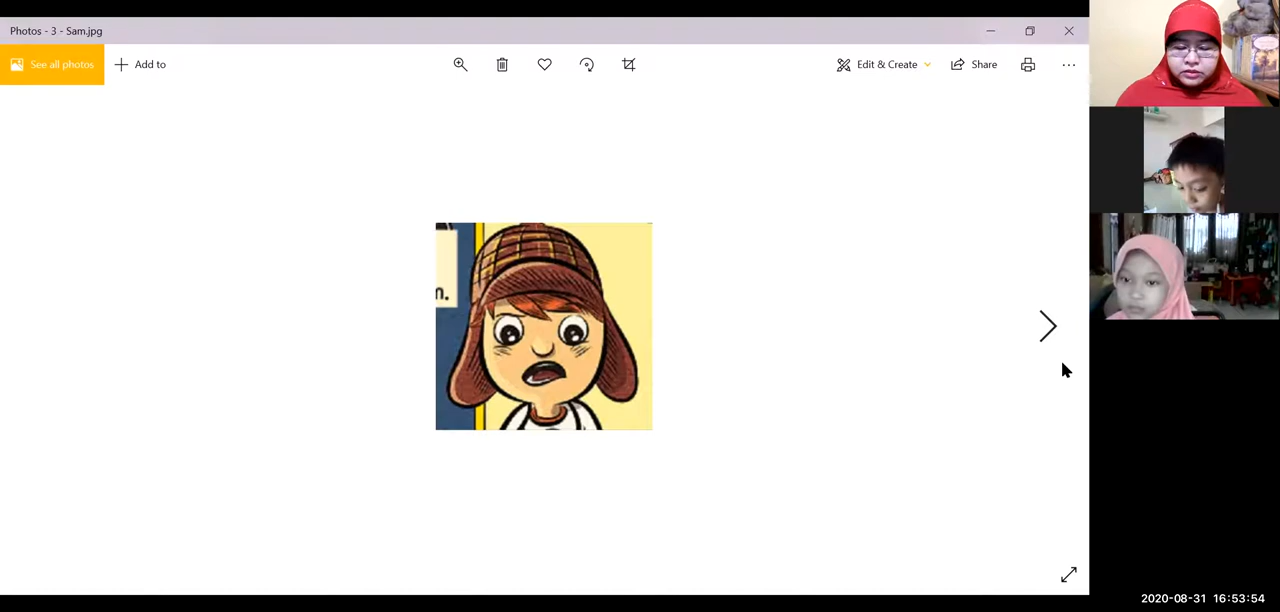 Photos - 3 - Sam.jpg
See all photos
Add to
Edit & Create
Share
n.
2020-08-31 16:53:54